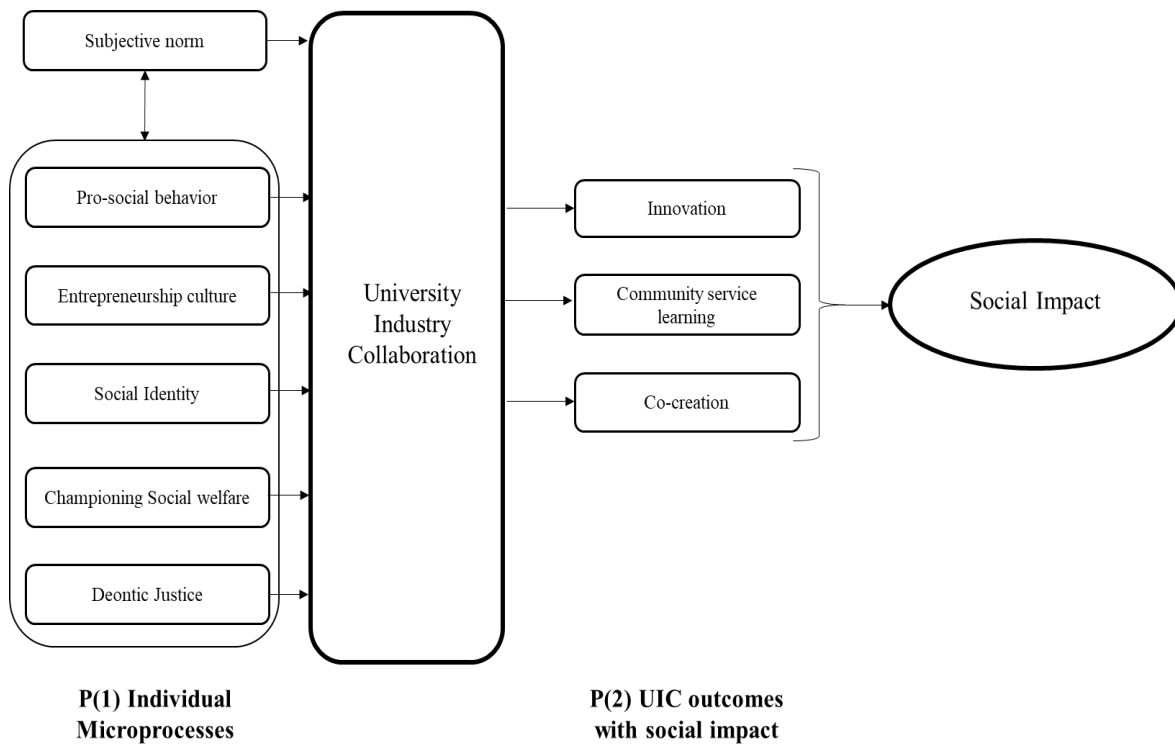 Subjective norm
Pro-social behavior
Entrepreneurship culture
Social Identity
Championing Social welfare
Deontic Justice
University
Industry
Collaboration
Innovation
Community service
learning
Co-creation
Social Impact
P(1) Individual
Microprocesses
P(2) UIC outcomes
with social impact